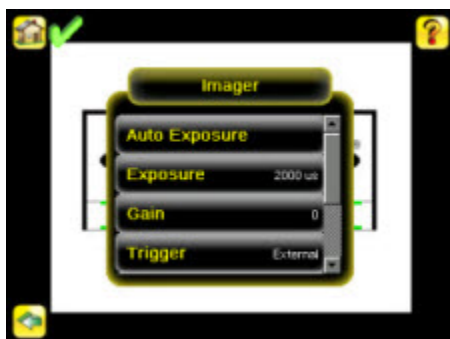 Imager
Auto Exposure
Exposure 2000 us
Gain 0
Trigger External